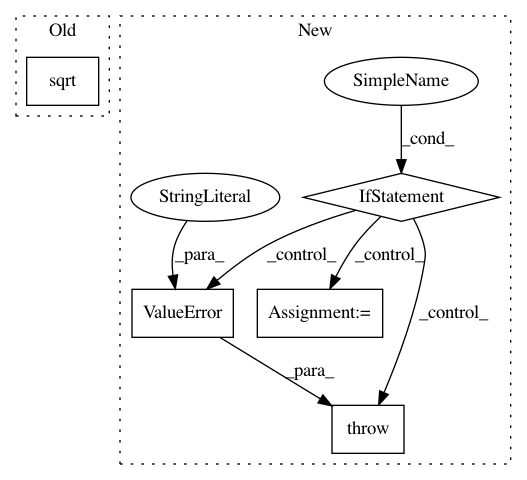 Old
New
sqrt
SimpleName
_cond_
StringLiteral
IfStatement
_para_
_control_
_control_
_control_
ValueError
Assignment:=
_para_
throw